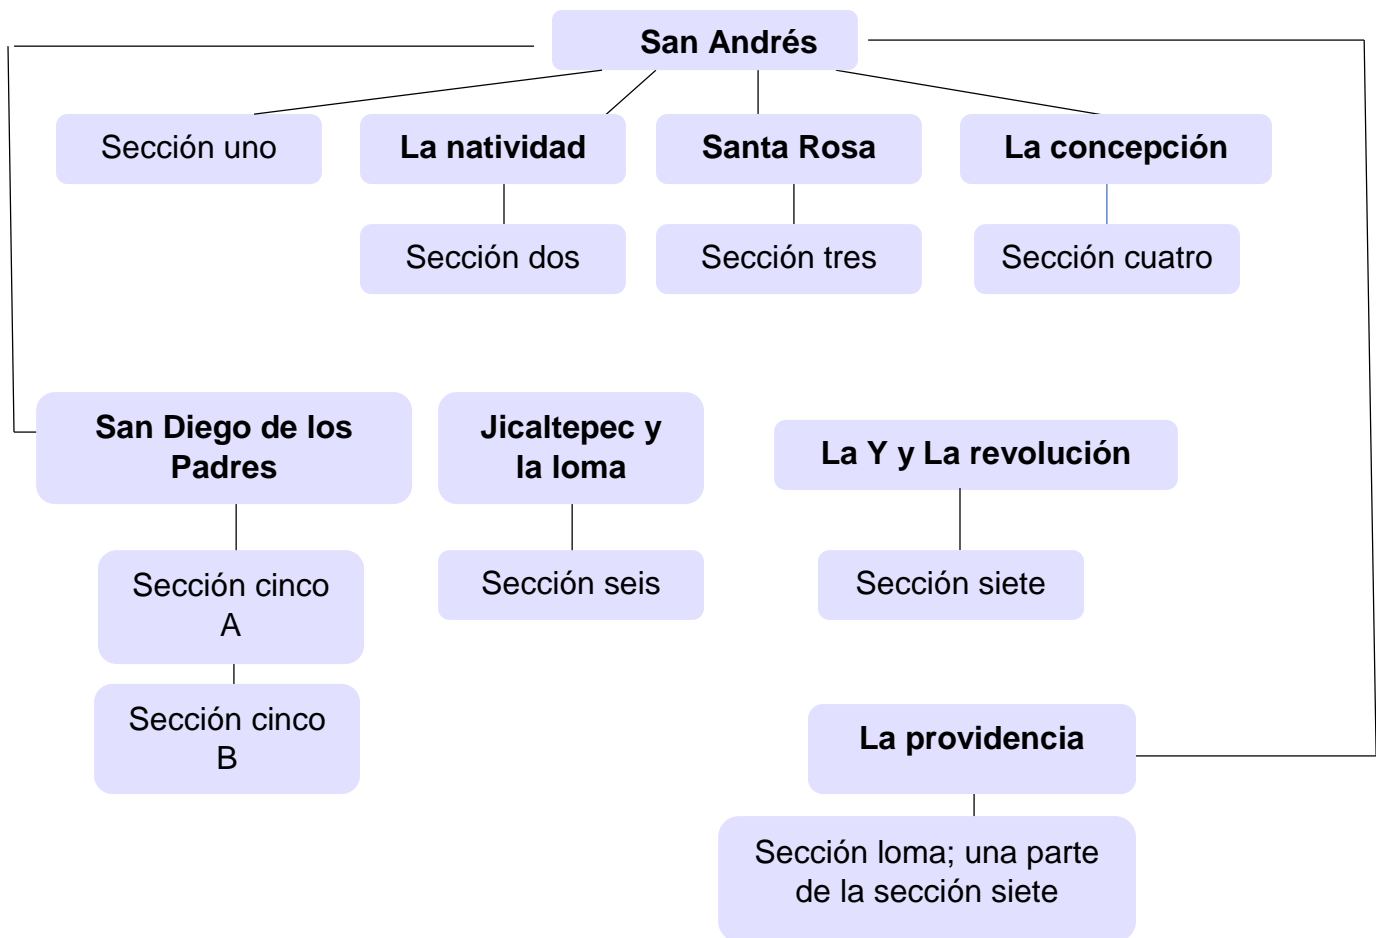 San Andrés
Sección uno
La natividad
Santa Rosa
La concepción
Sección dos
Sección tres
Sección cuatro
San Diego de los
Padres
Jicaltepec y
la loma
La Y y La revolución
Sección cinco
A
Sección seis
Sección siete
Sección cinco
B
La providencia
Sección loma; una parte
de la sección siete